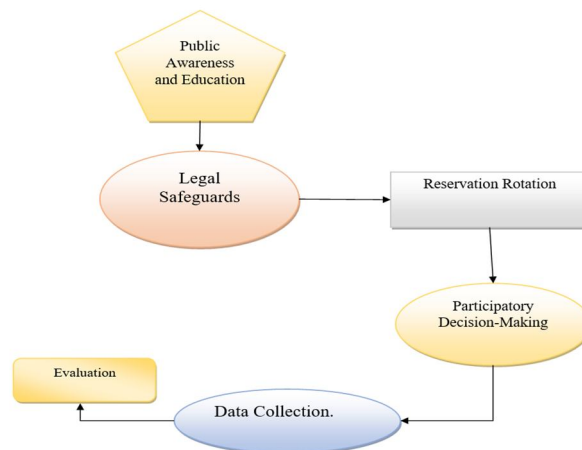 Public
Awareness
and Education
Legal
Safeguards
Reservation Rotation
Participatory
Decision-Making
Data Collection.
Evaluation